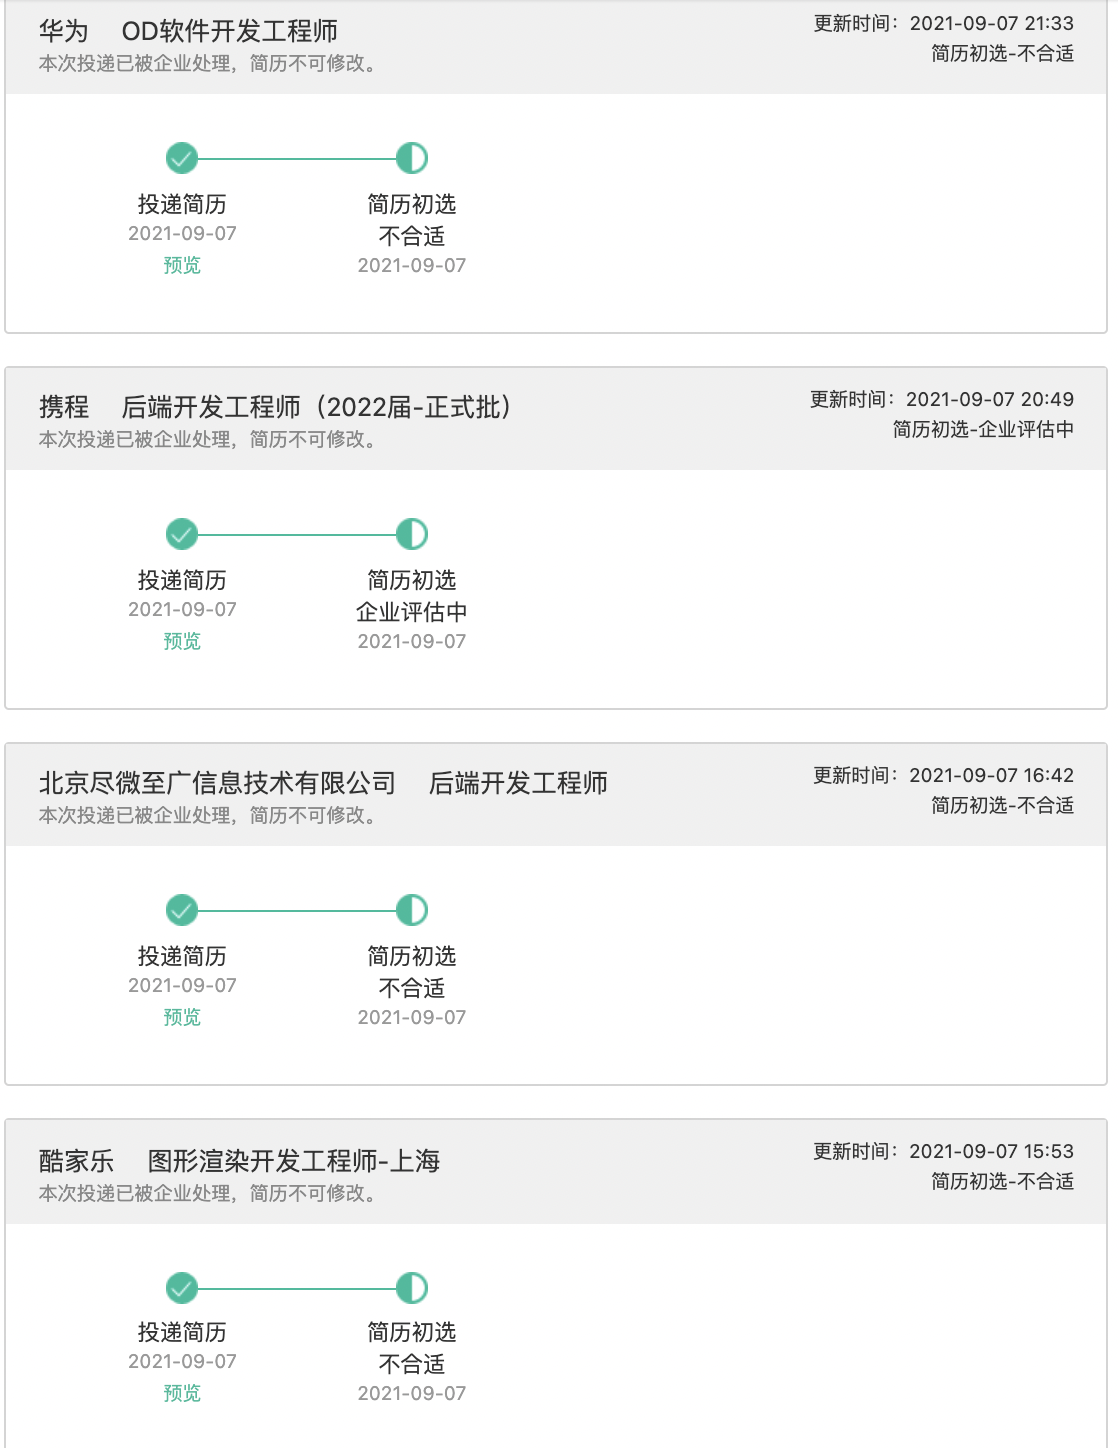 华为 OD软件开发工程师
更新时间：2021-09-07 21:33
本次投递已被企业处理，简历不可修改。
简历初选-不合适
投递简历
简历初选
2021-09-07
不合适
预览
2021-09-07
携程 后端开发工程师（2022届-正式批）
更新时间：2021-09-07 20:49
本次投递已被企业处理，简历不可修改。
简历初选-企业评估中
投递简历
简历初选
2021-09-07
企业评估中
预览
2021-09-07
北京尽微至广信息技术有限公司 后端开发工程师
更新时间：2021-09-07 16:42
本次投递已被企业处理，简历不可修改。
简历初选-不合适
投递简历
简历初选
2021-09-07
不合适
预览
2021-09-07
酷家乐 图形渲染开发工程师-上海
更新时间：2021-09-07 15:53
本次投递已被企业处理，简历不可修改。
简历初选-不合适
投递简历
简历初选
2021-09-07
不合适
预览
2021-09-07